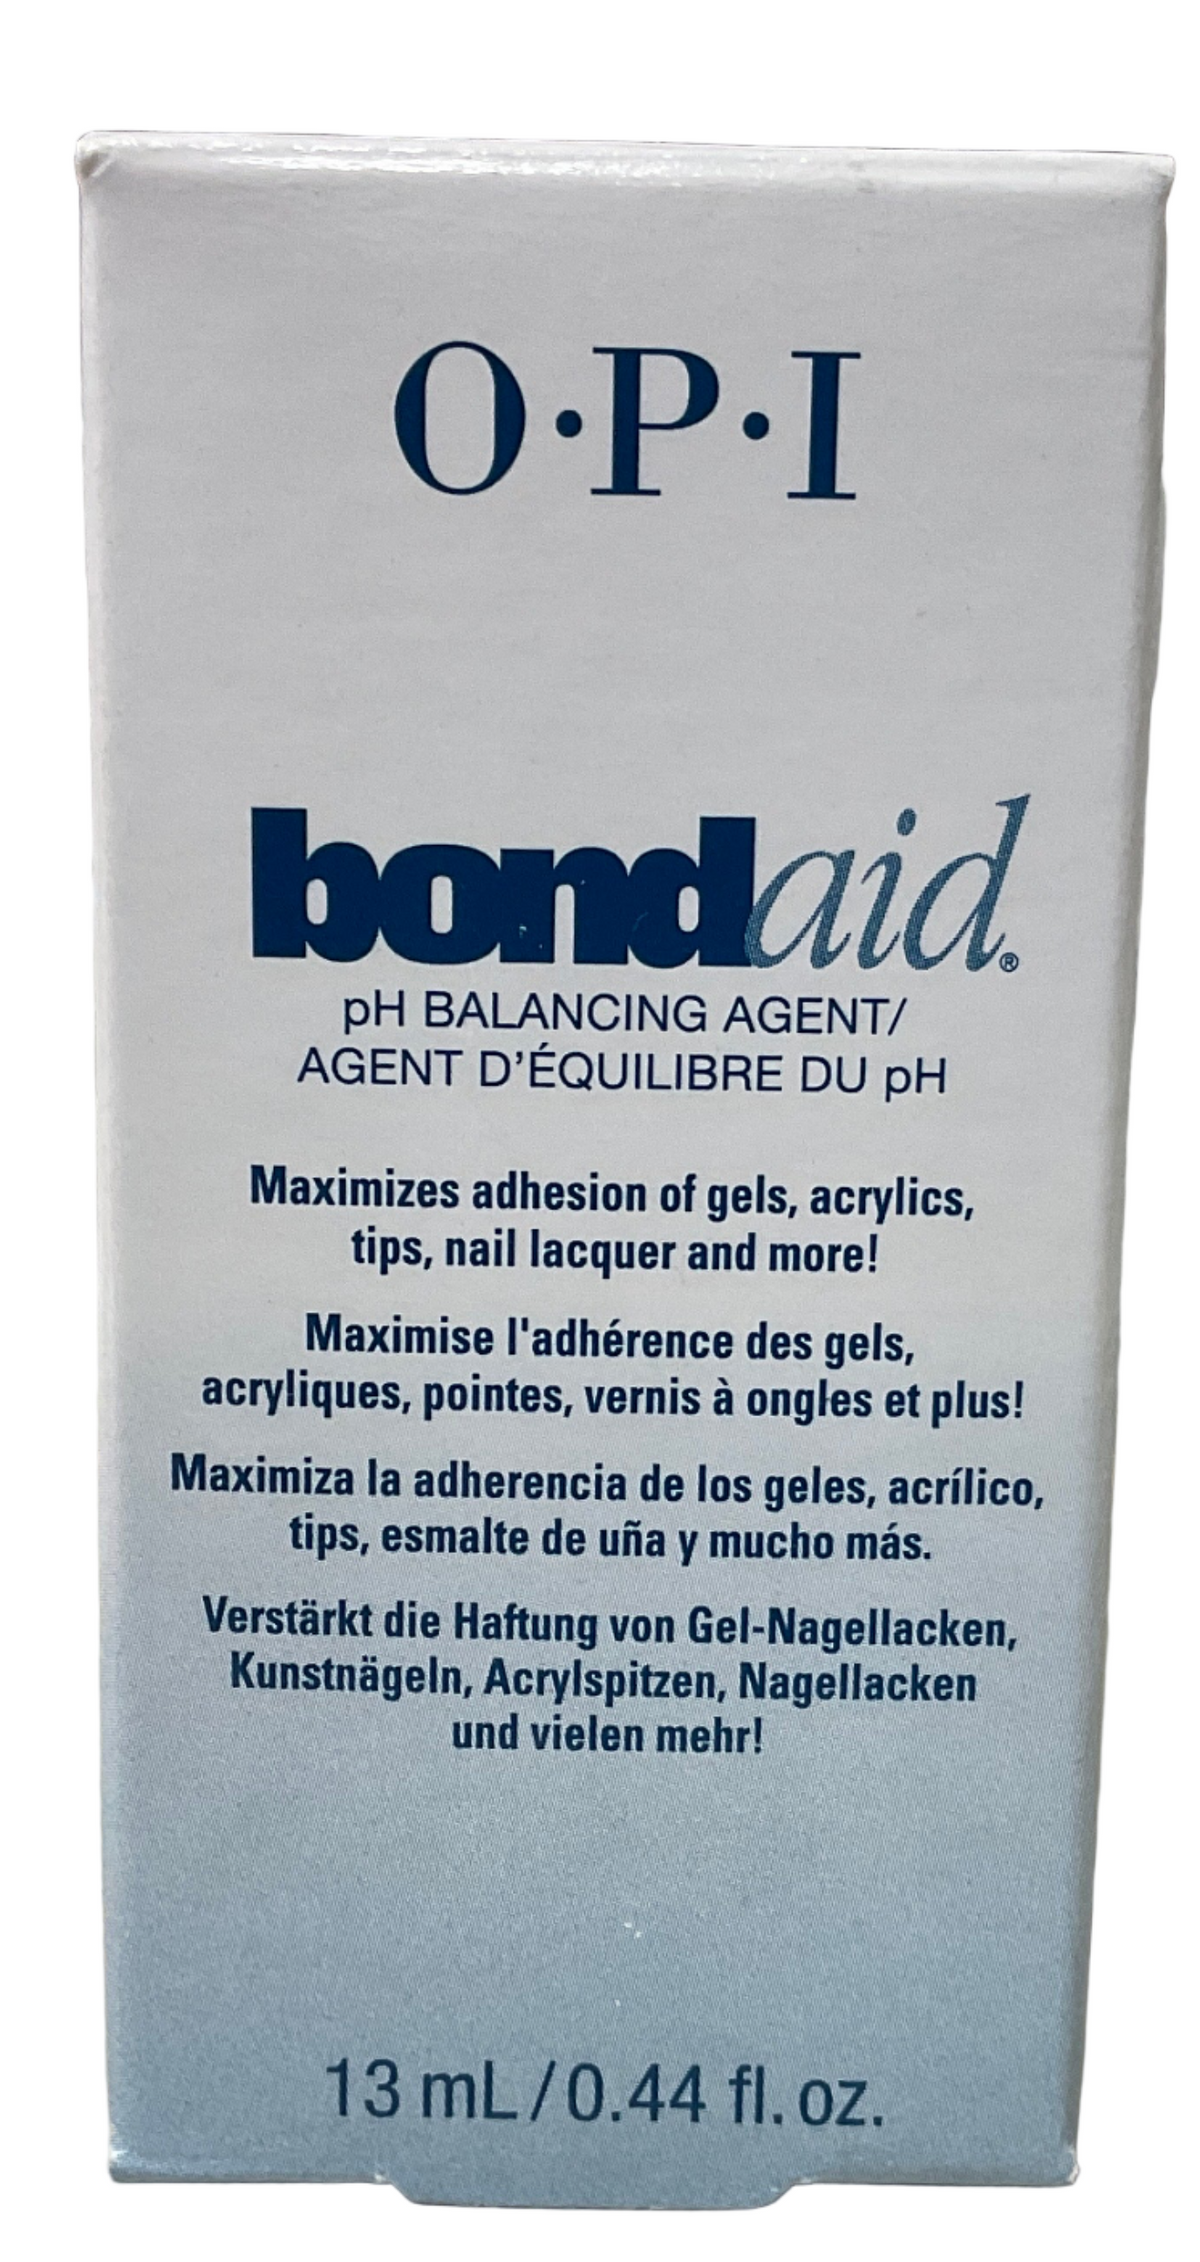 O·P·I
bondaid®
pH BALANCING AGENT/
AGENT D'ÉQUILIBRE DU pH
Maximizes adhesion of gels, acrylics,
tips, nail lacquer and more!
Maximise l'adhérence des gels,
acryliques, pointes, vernis à ongles et plus!
Maximiza la adherencia de los geles, acrílico,
tips, esmalte de uña y mucho más.
Verstärkt die Haftung von Gel-Nagellacken,
Kunstnägeln, Acrylspitzen, Nagellacken
und vielen mehr!
13 mL/0.44 fl. oz.